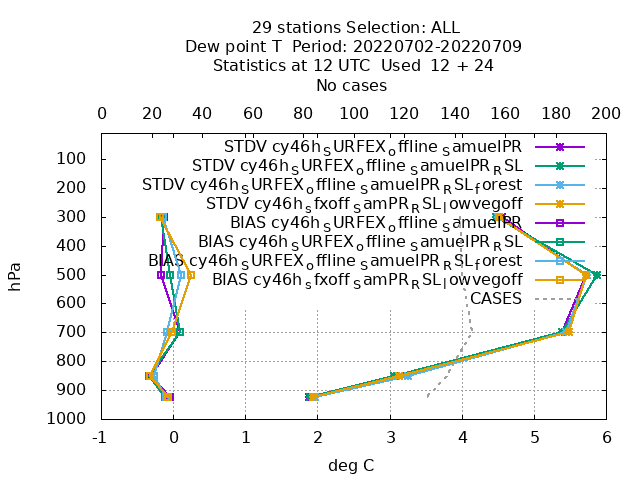 29 stations Selection: ALL
Dew point T  Period: 20220702-20220709
Statistics at 12 UTC  Used  12 + 24
No cases
0 20 40 60 80 100 120 140 160 180 200
STDV cy46h_SURFEX_offline_SamuelPR
STDV cy46h_SURFEX_offline_SamuelPR_RSL
STDV cy46h_SURFEX_offline_SamuelPR_RSL_forest
STDV cy46h_Sfxoff_SamPR_RSL_lowvegoff
BIAS cy46h_SURFEX_offline_SamuelPR
BIAS cy46h_SURFEX_offline_SamuelPR_RSL
BIAS cy46h_SURFEX_offline_SamuelPR_RSL_forest
BIAS cy46h_Sfxoff_SamPR_RSL_lowvegoff
CASES
100
200
300
400
500
600
700
800
900
1000
hPa
-1 0 1 2 3 4 5 6
deg C